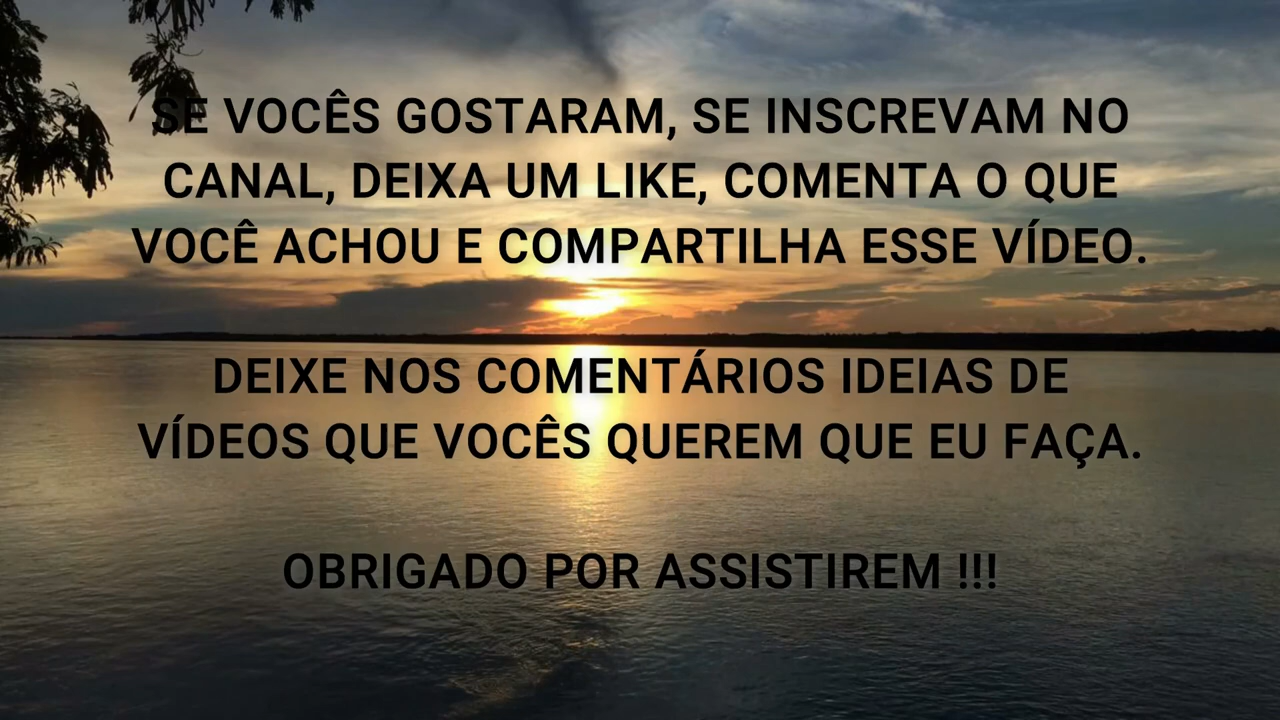 SE VOCÊS GOSTARAM, SE INSCREVAM NO
CANAL, DEIXA UM LIKE, COMENTA O QUE
VOCÊ ACHOU E COMPARTILHA ESSE VÍDEO.
DEIXE NOS COMENTÁRIOS IDEIAS DE
VÍDEOS QUE VOCÊS QUEREM QUE EU FAÇA.
OBRIGADO POR ASSISTIREM !!!